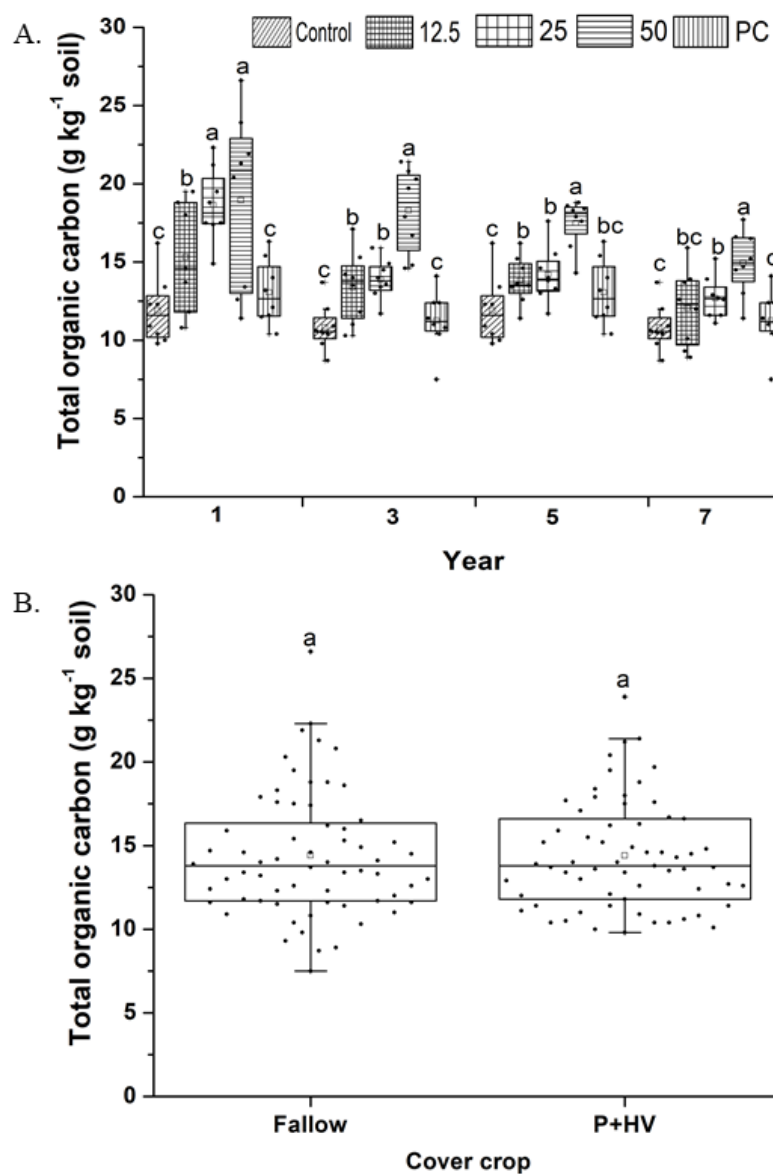 A.
Total organic carbon (g kg⁻¹ soil)
30
25
20
15
10
5
0
Control 12.5 25 50 PC
c b a a c
c b b a c
c b b a bc
c bc b a c
1 3 5 7
Year
B.
Total organic carbon (g kg⁻¹ soil)
30
25
20
15
10
5
0
a a
Fallow P+HV
Cover crop